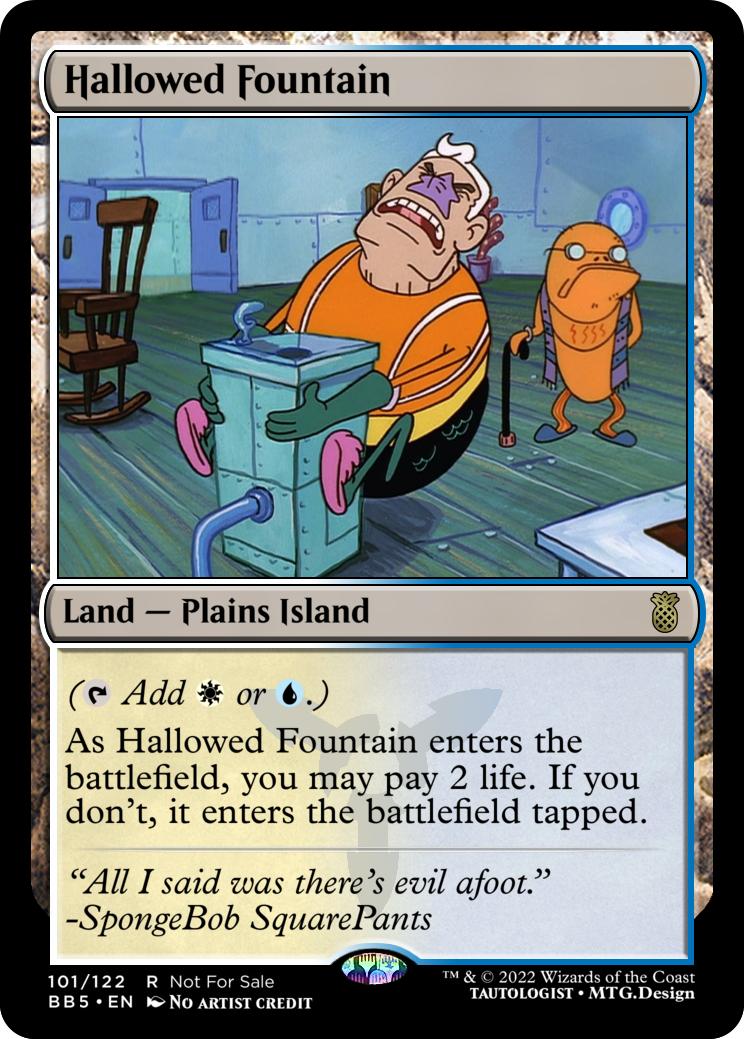 Hallowed Fountain
Land — Plains Island
( Add or .)
As Hallowed Fountain enters the
battlefield, you may pay 2 life. If you
don't, it enters the battlefield tapped.
“All I said was there's evil afoot.”
-SpongeBob SquarePants
101/122 R Not For Sale
BB5 • EN No artist credit
™ & © 2022 Wizards of the Coast
TAUTOLOGIST • MTG.Design